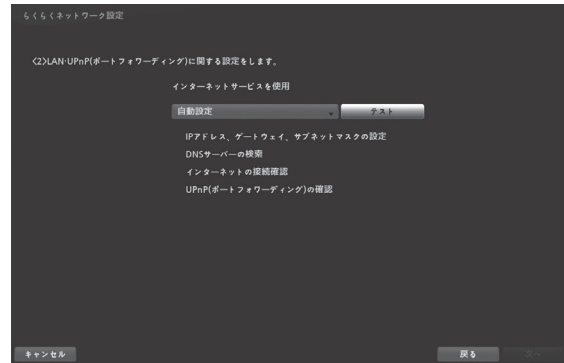 らくらくネットワーク設定
<2>LAN·UPnP(ポートフォワーディング)に関する設定をします。
インターネットサービスを使用
自動設定
テスト
IPアドレス、ゲートウェイ、サブネットマスクの設定
DNSサーバーの検索
インターネットの接続確認
UPnP(ポートフォワーディング)の確認
キャンセル
戻る
次へ